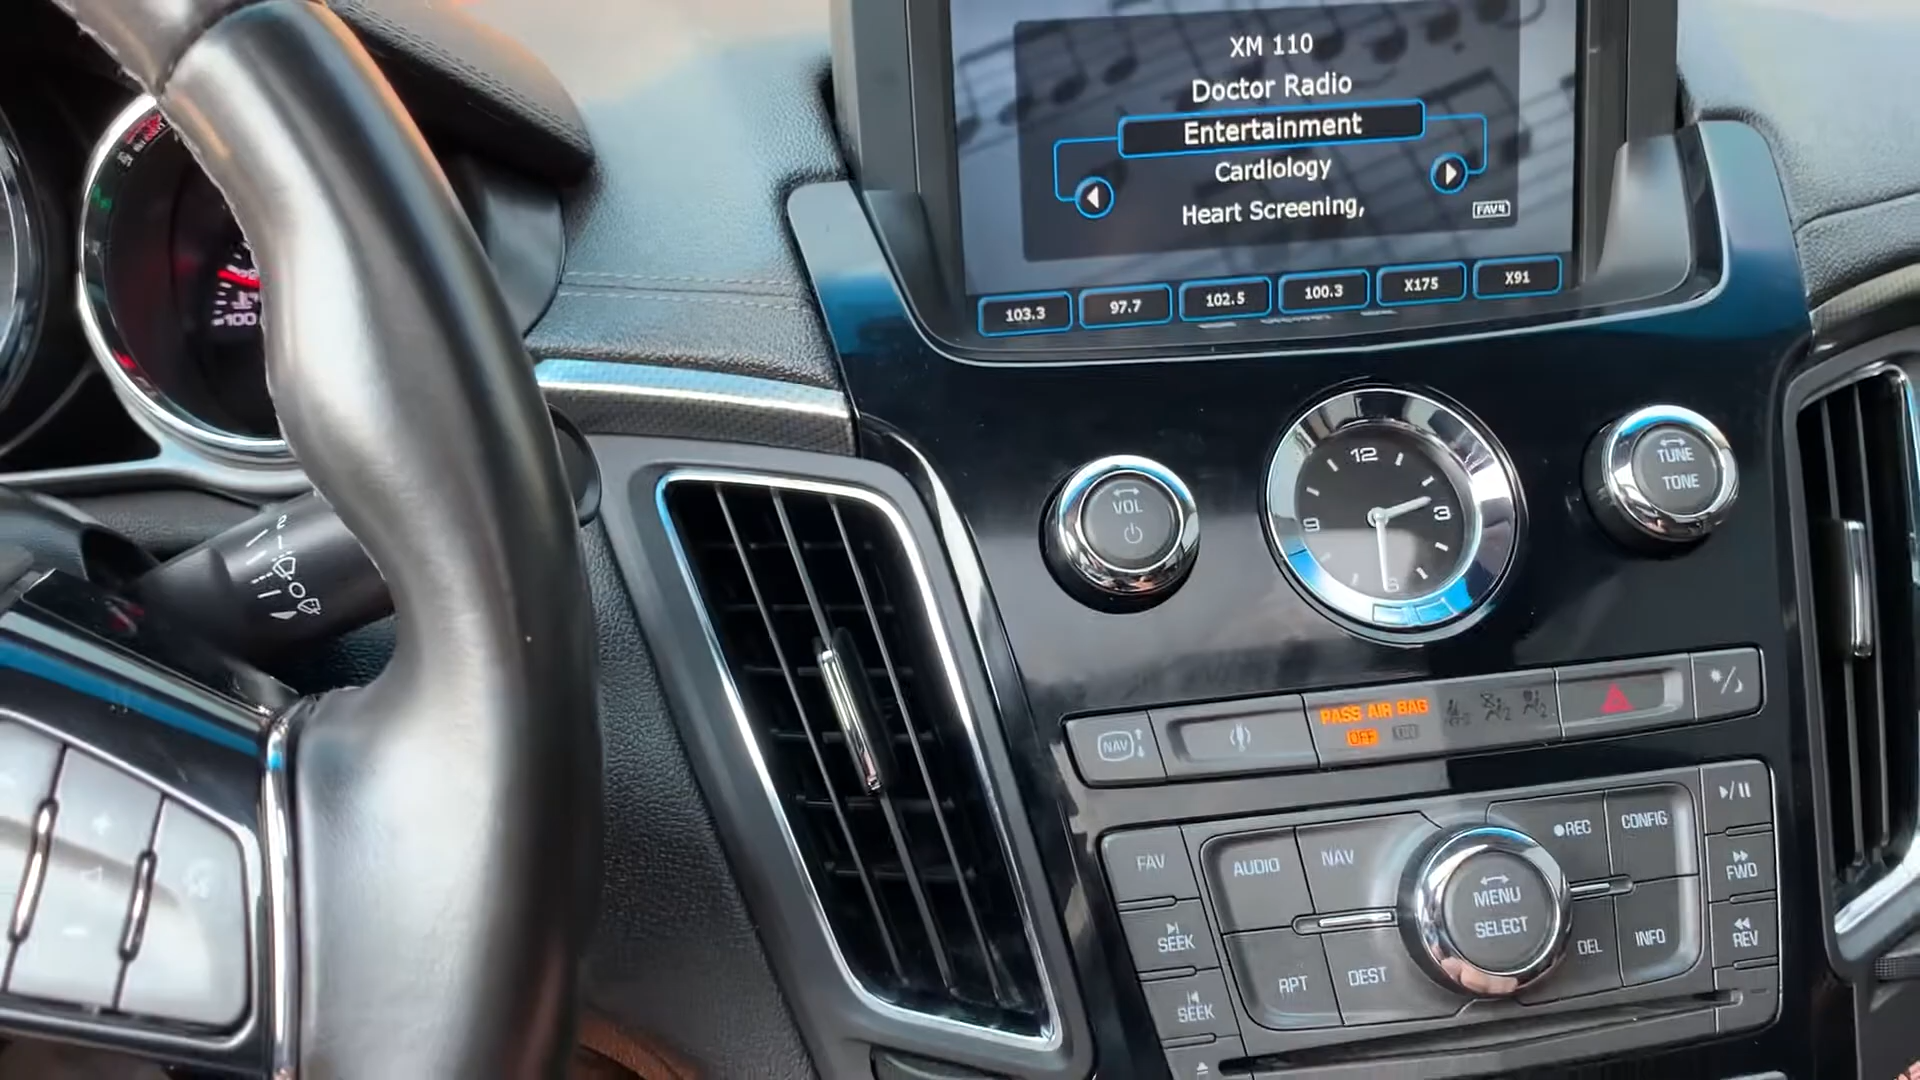 XM 110
Doctor Radio
Entertainment
Cardiology
Heart Screening,
FAV4
103.3
97.7
102.5
100.3
X175
X91
100
12
3
6
9
VOL
TUNE
TONE
2
NAV
PASS AIR BAG
OFF
REC
CONFIG
FAV
AUDIO
NAV
FWD
MENU
SELECT
SEEK
DEL
INFO
REV
RPT
DEST
SEEK